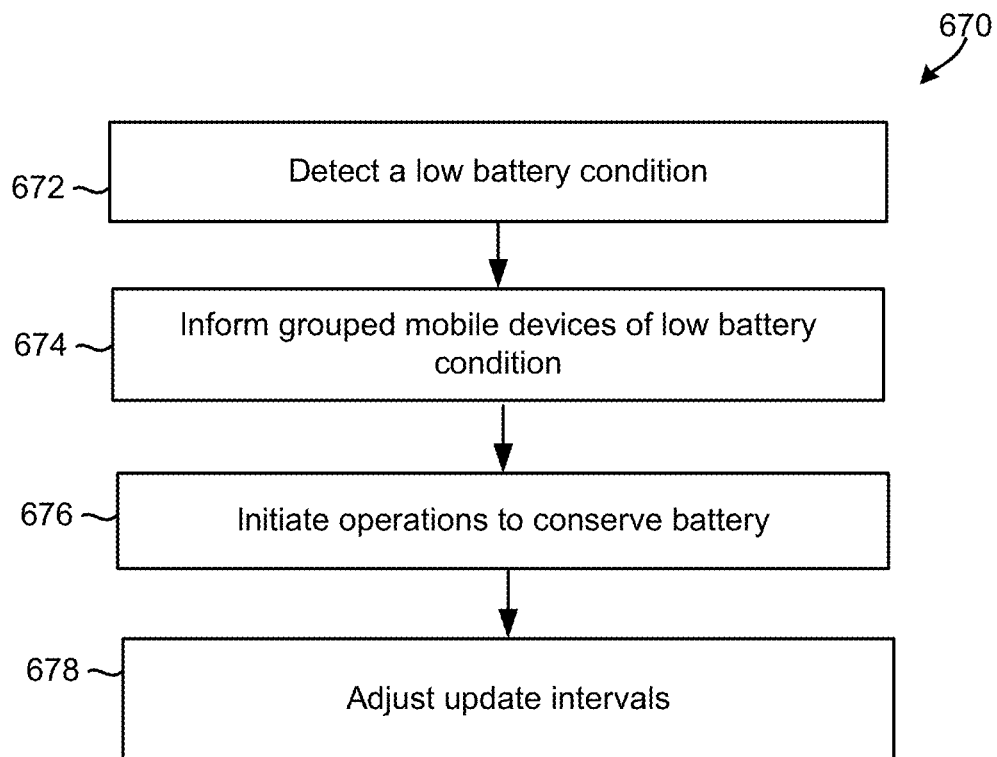 670
672
Detect a low battery condition
674
Inform grouped mobile devices of low battery
condition
676
Initiate operations to conserve battery
678
Adjust update intervals